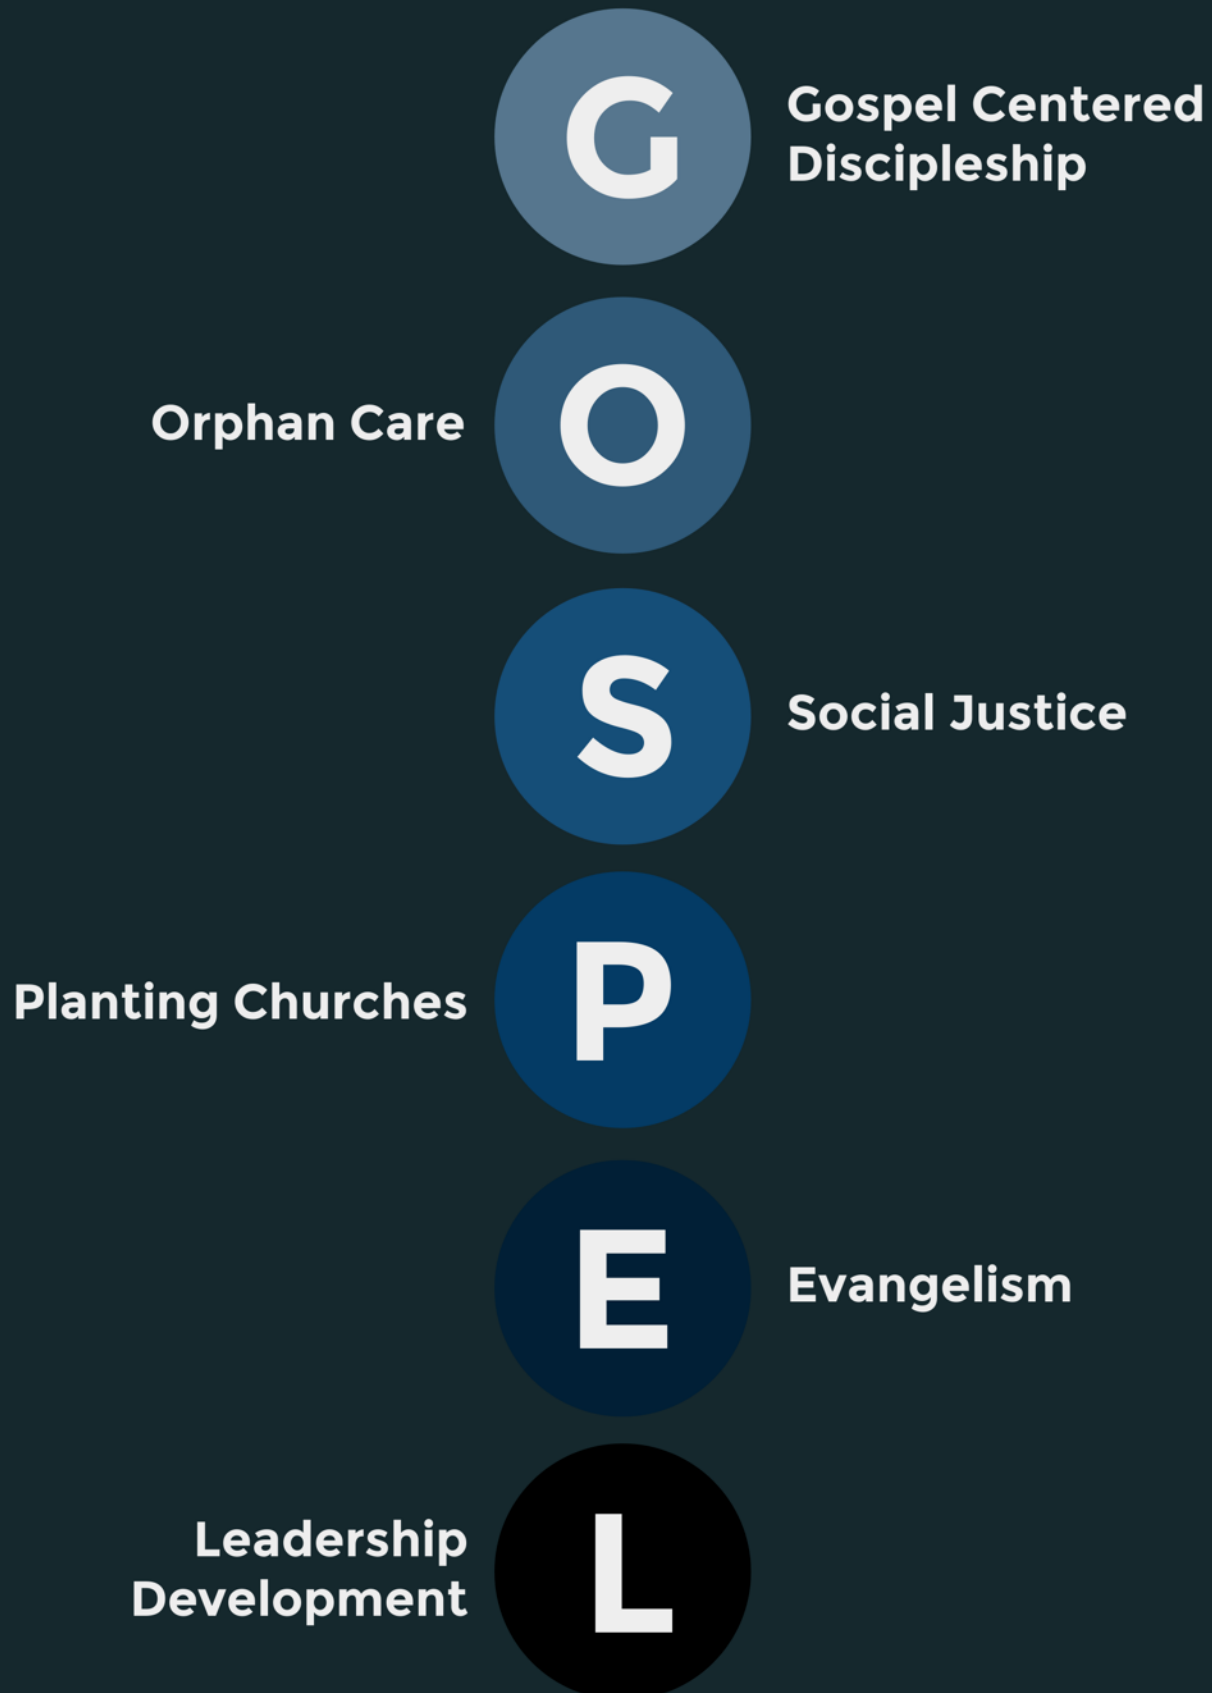 G
Gospel Centered
Discipleship
O
Orphan Care
S
Social Justice
P
Planting Churches
E
Evangelism
L
Leadership
Development